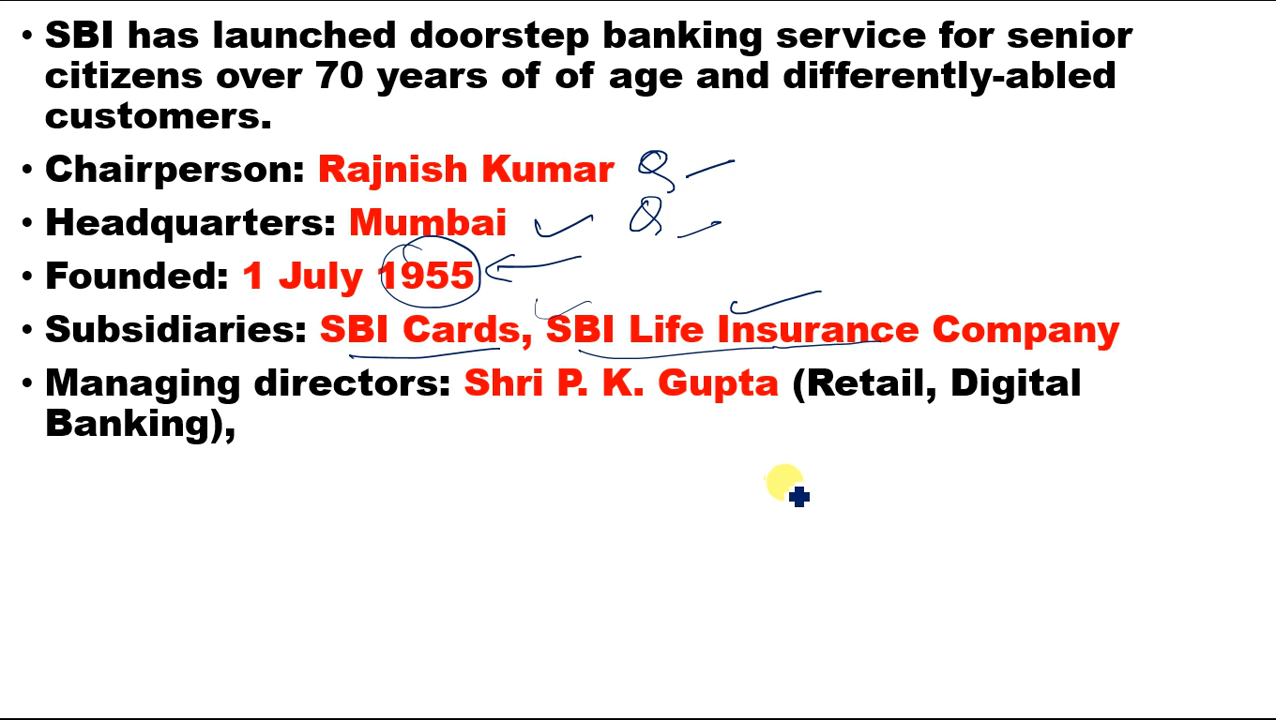 • SBI has launched doorstep banking service for senior
citizens over 70 years of of age and differently-abled
customers.
• Chairperson: Rajnish Kumar
• Headquarters: Mumbai
• Founded: 1 July 1955
• Subsidiaries: SBI Cards, SBI Life Insurance Company
• Managing directors: Shri P. K. Gupta (Retail, Digital
Banking),